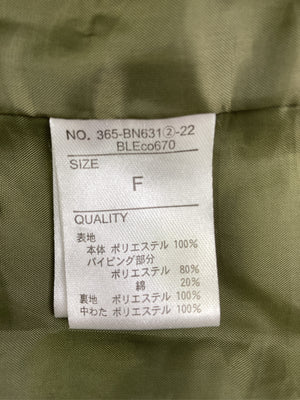 NO. 365-BN631②-22
BLEco670
SIZE
F
QUALITY
表地
本体 ポリエステル 100%
パイピング部分
ポリエステル 80%
綿 20%
裏地 ポリエステル 100%
中わた ポリエステル 100%